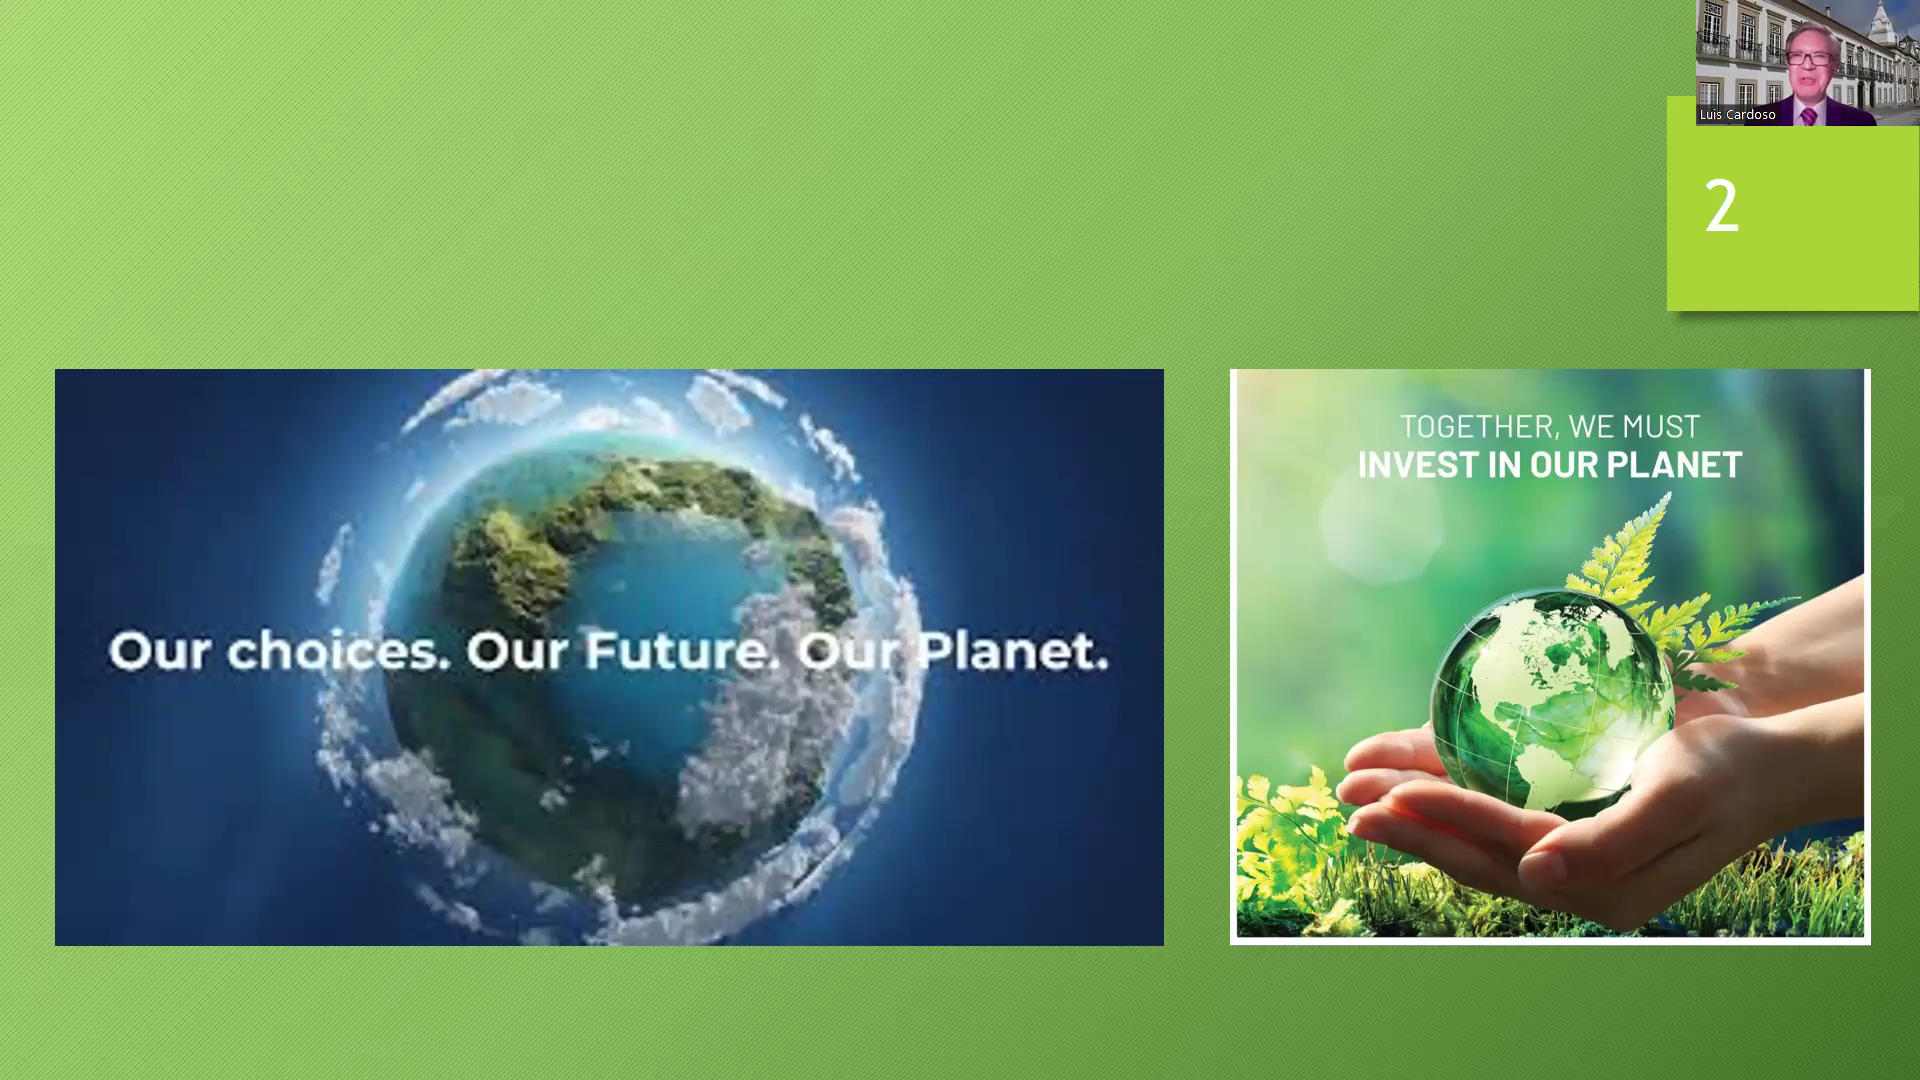 Luis Cardoso
2
Our choices. Our Future. Our Planet.
TOGETHER, WE MUST
INVEST IN OUR PLANET